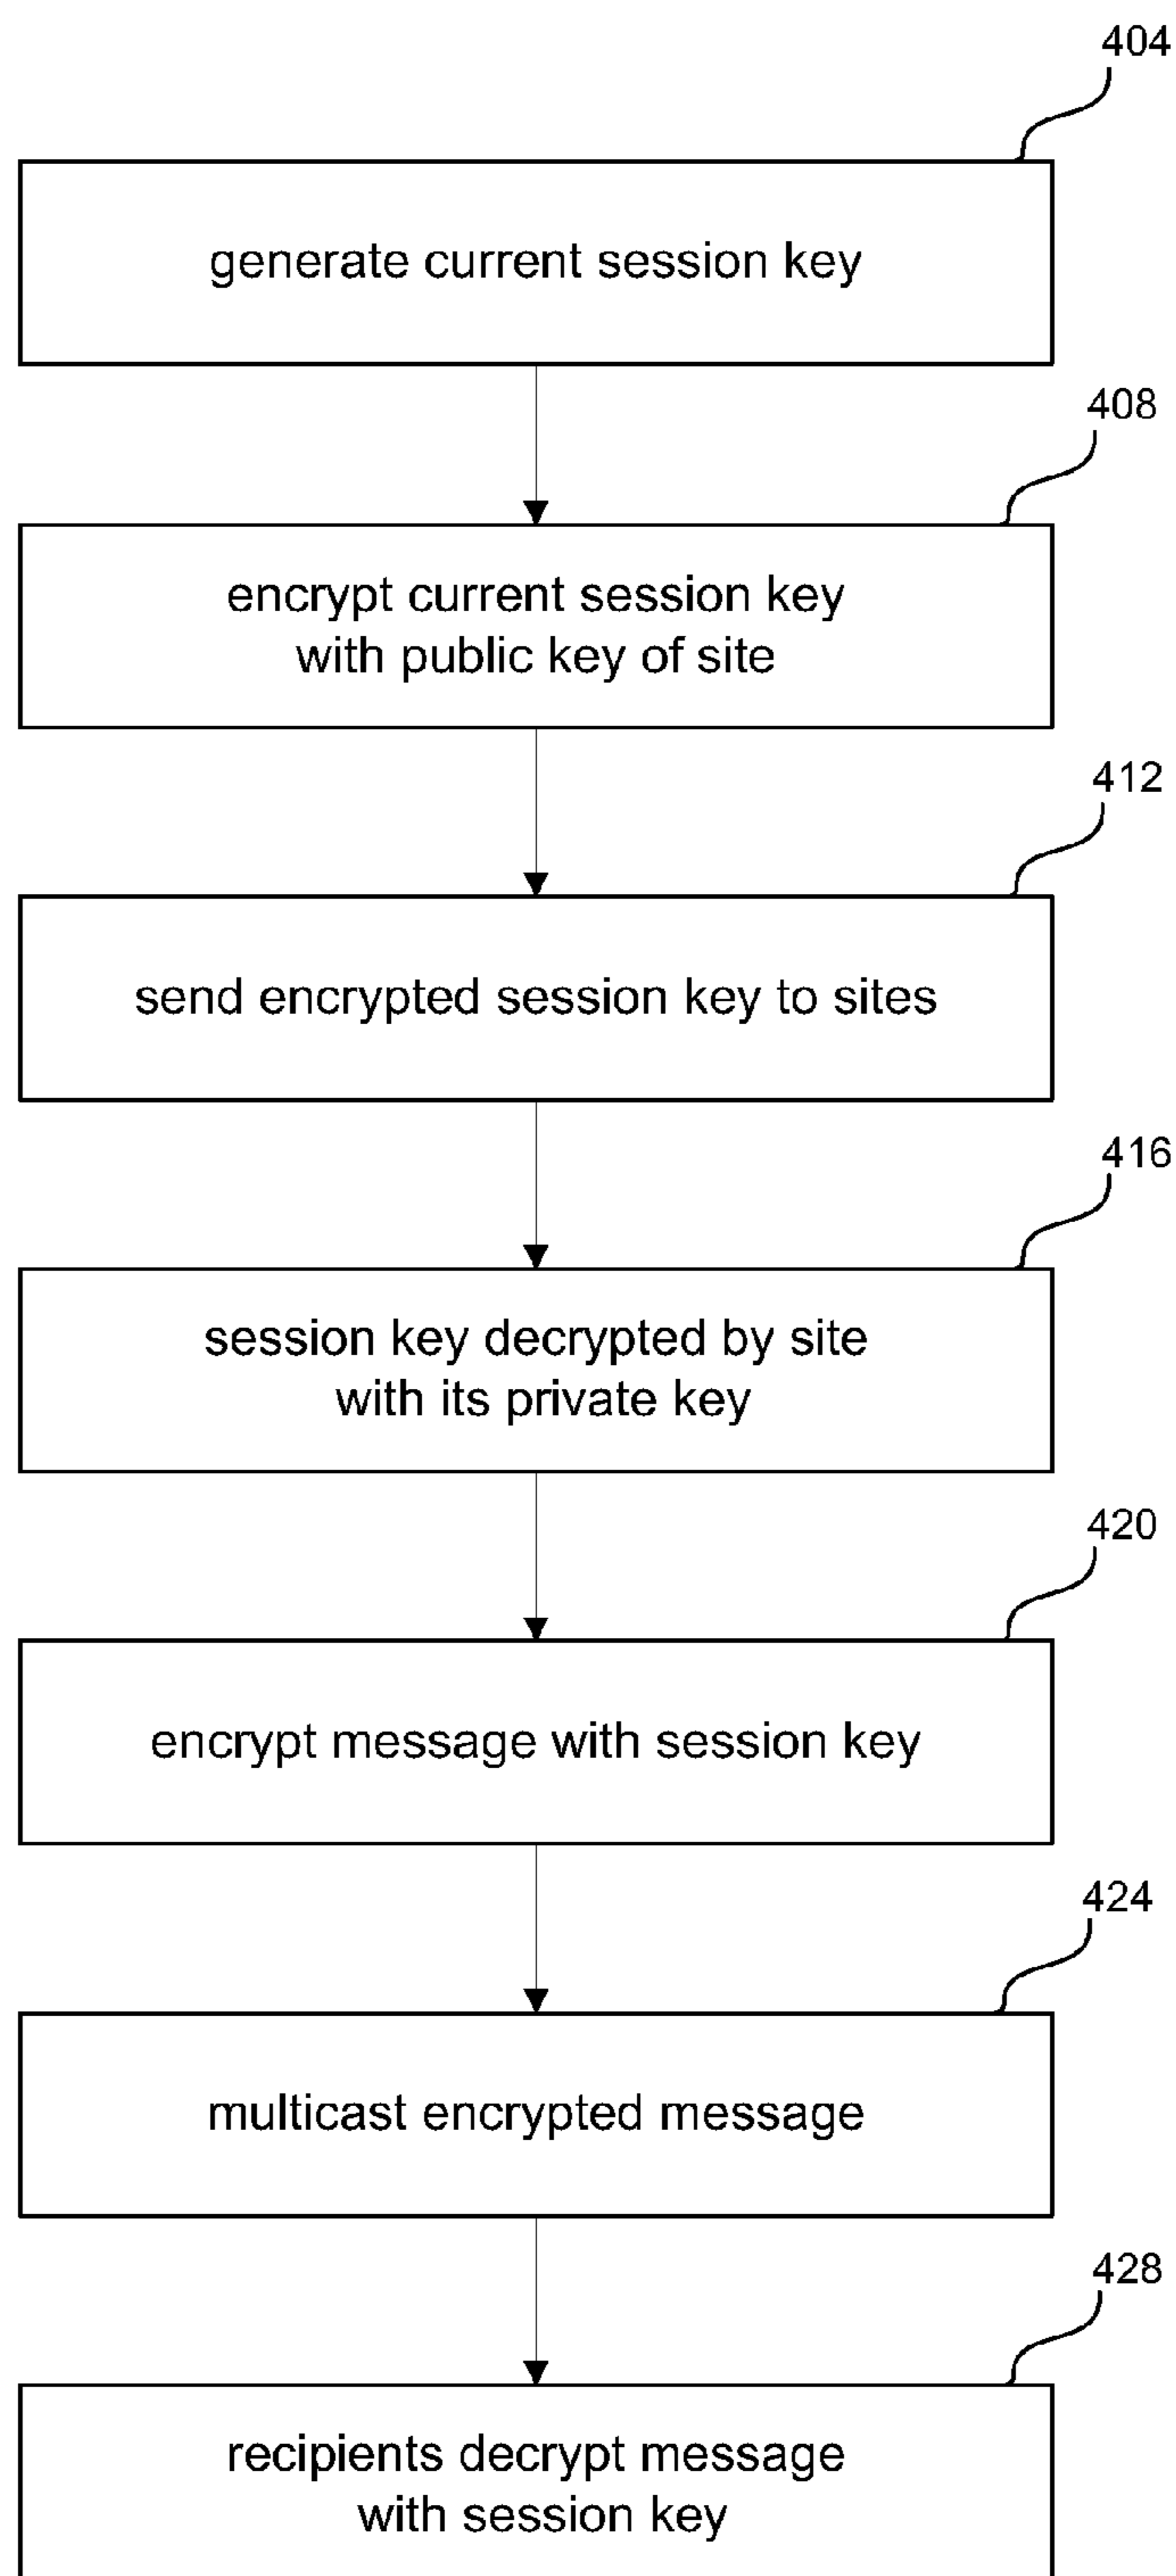 404
generate current session key
408
encrypt current session key
with public key of site
412
send encrypted session key to sites
416
session key decrypted by site
with its private key
420
encrypt message with session key
424
multicast encrypted message
428
recipients decrypt message
with session key